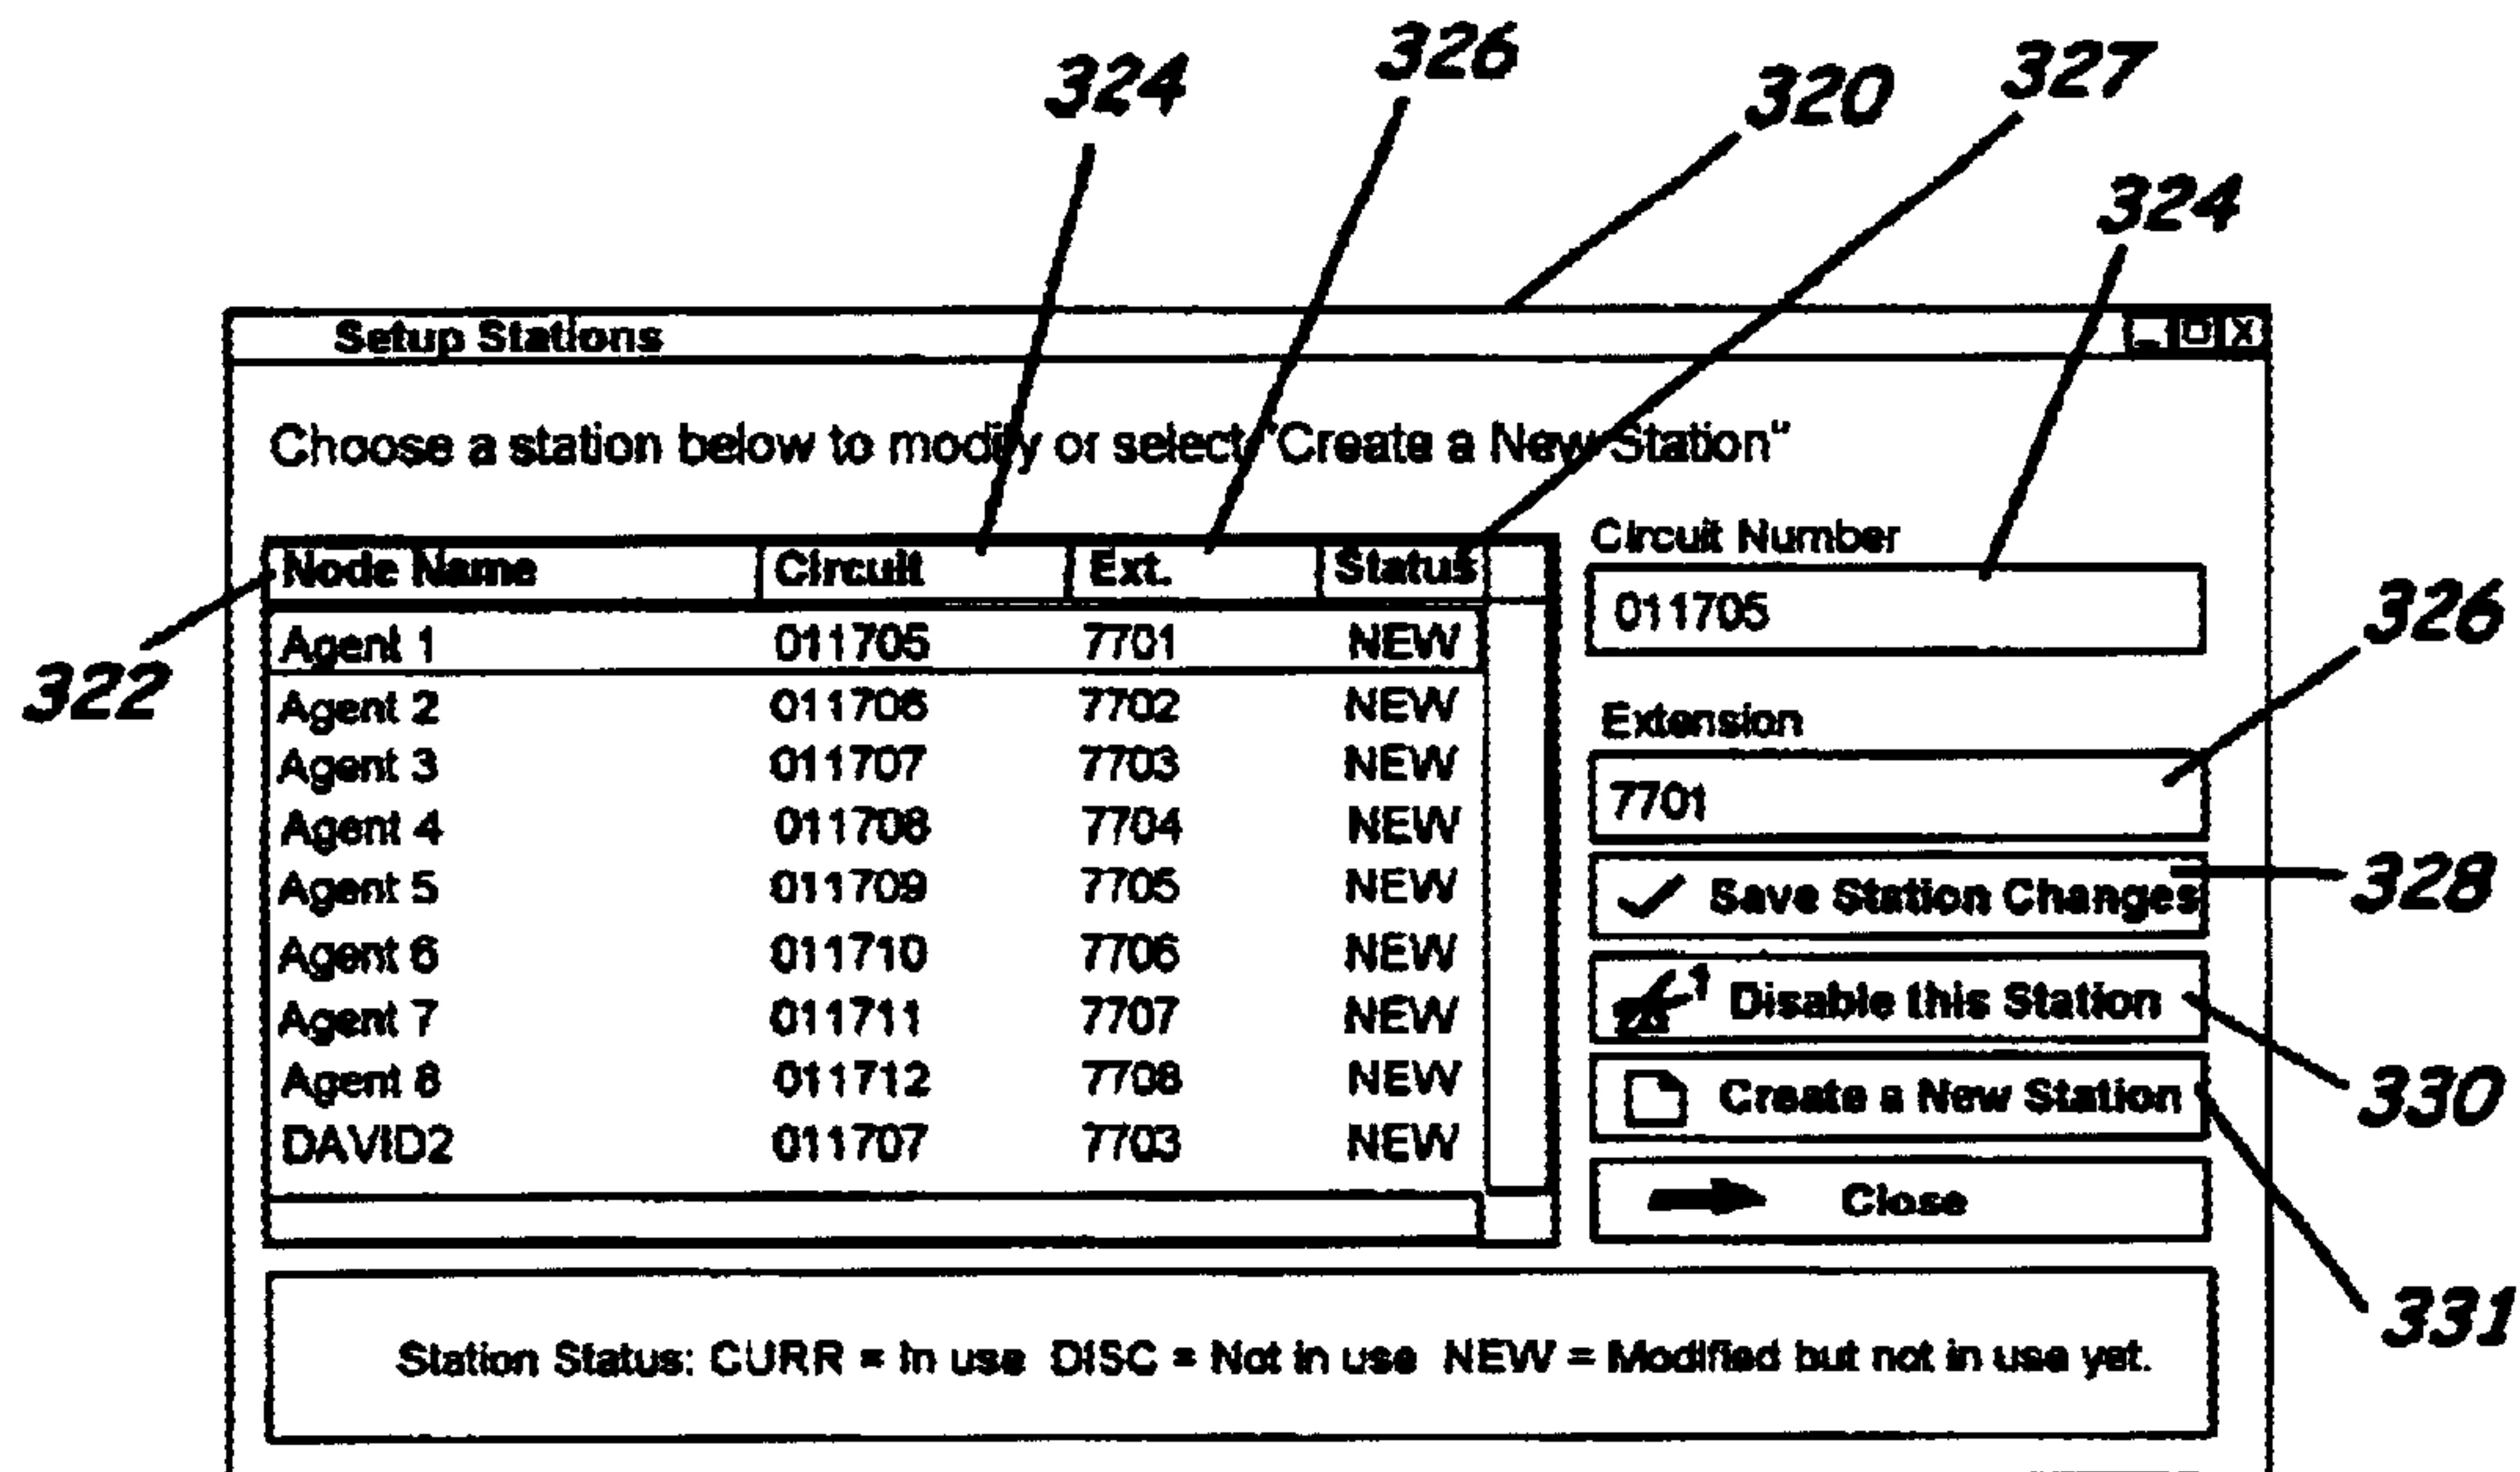 326
324
320
327
324
Setup Stations
Choose a station below to modify or select "Create a New Station"
Circuit Number
Node Name Circuit Ext. Status
011705
Agent 1 011705 7701 NEW
326
322
Agent 2 011706 7702 NEW
Extension
Agent 3 011707 7703 NEW
7701
Agent 4 011708 7704 NEW
Agent 5 011709 7705 NEW
Save Station Changes
328
Agent 6 011710 7706 NEW
Disable this Station
Agent 7 011711 7707 NEW
330
Agent 8 011712 7708 NEW
Create a New Station
DAVID2 011707 7703 NEW
Close
331
Station Status: CURR = In use DISC = Not in use NEW = Modified but not in use yet.